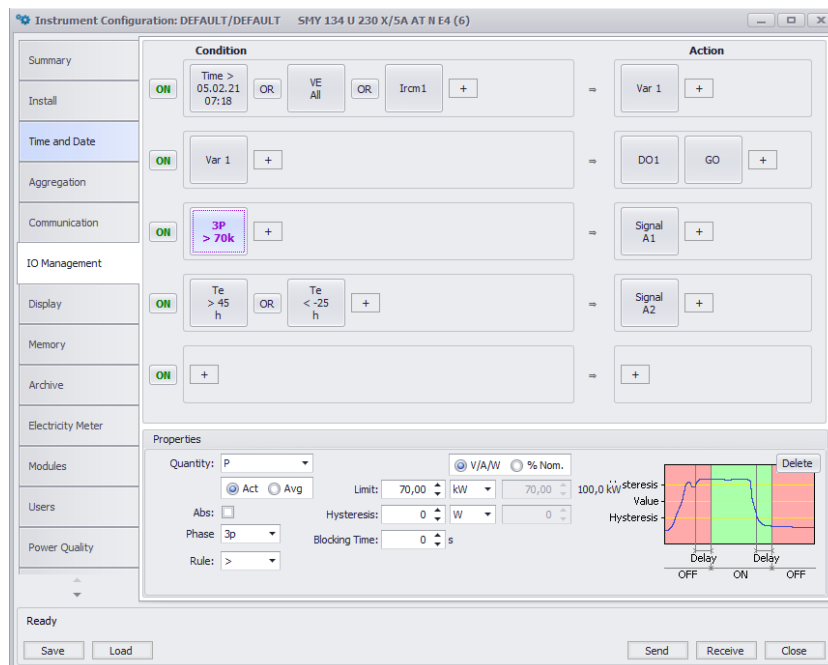 Instrument Configuration: DEFAULT/DEFAULT SMY 134 U 230 X/5A AT N E4 (6)
Summary
Install
Time and Date
Aggregation
Communication
IO Management
Display
Memory
Archive
Electricity Meter
Modules
Users
Power Quality
Condition
Action
ON
Time >
05.02.21
07:18
OR
VE
All
OR
Ircm1
+
⇒
Var 1
+
ON
Var 1
+
⇒
DO1
GO
+
ON
3P
> 70k
+
⇒
Signal
A1
+
ON
Te
> 45
h
OR
Te
< -25
h
+
⇒
Signal
A2
+
ON
+
⇒
+
Properties
Quantity: P
Act Avg
Abs:
Phase 3p
Rule: >
V/A/W % Nom.
Limit: 70,00 kW 70,00 100,0 kW
Hysteresis: 0 W 0
Blocking Time: 0 s
Delete
steresis
Value
Hysteresis
Delay Delay
OFF ON OFF
Ready
Save Load Send Receive Close